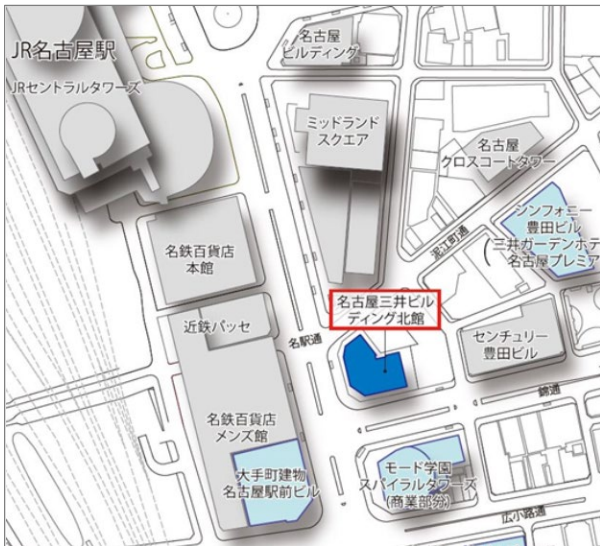 JR名古屋駅
JRセントラルタワーズ
名古屋
ビルディング
ミッドランド
スクエア
名古屋
クロスコートタワー
シンフォニー
豊田ビル
(三井ガーデンホテ
名古屋プレミア
泥江町通
名鉄百貨店
本館
名古屋三井ビル
ディング北館
近鉄パッセ
名駅通
センチュリー
豊田ビル
錦通
名鉄百貨店
メンズ館
大手町建物
名古屋駅前ビル
モード学園
スパイラルタワーズ
(商業部分)
広小路通